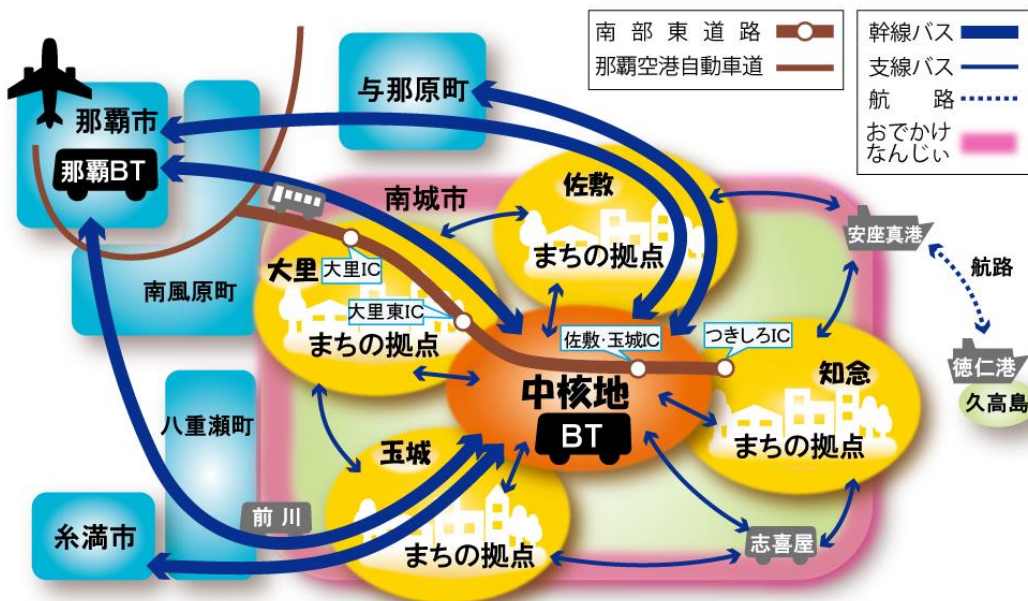 南部東道路
那覇空港自動車道
幹線バス
支線バス
航路
おでかけ
なんじぃ
与那原町
那覇市
那覇BT
南城市
佐敷
まちの拠点
安座真港
航路
大里
大里IC
南風原町
大里東IC
まちの拠点
佐敷・玉城IC
つきしろIC
徳仁港
久高島
知念
まちの拠点
中核地
BT
八重瀬町
玉城
まちの拠点
前川
糸満市
志喜屋